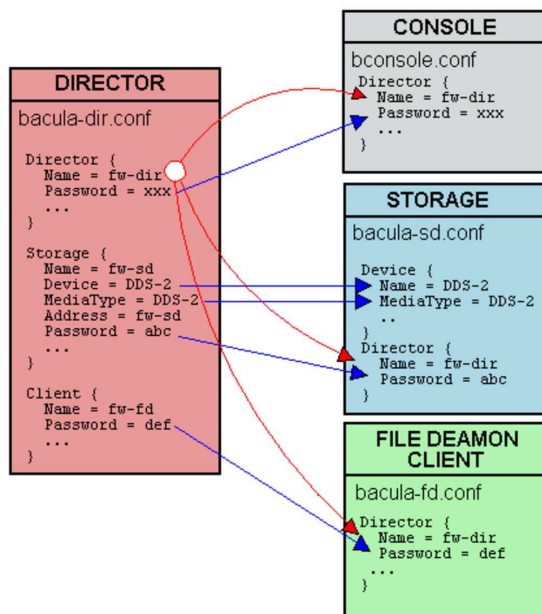 DIRECTOR
bacula-dir.conf
Director {
Name = fw-dir
Password = xxx
...
}
Storage {
Name = fw-sd
Device = DDS-2
MediaType = DDS-2
Address = fw-sd
Password = abc
...
}
Client {
Name = fw-fd
Password = def
...
}
CONSOLE
bconsole.conf
Director {
Name = fw-dir
Password = xxx
...
}
STORAGE
bacula-sd.conf
Device {
Name = DDS-2
MediaType = DDS-2
..
}
Director {
Name = fw-dir
Password = abc
}
FILE DEAMON
CLIENT
bacula-fd.conf
Director {
Name = fw-dir
Password = def
...
}